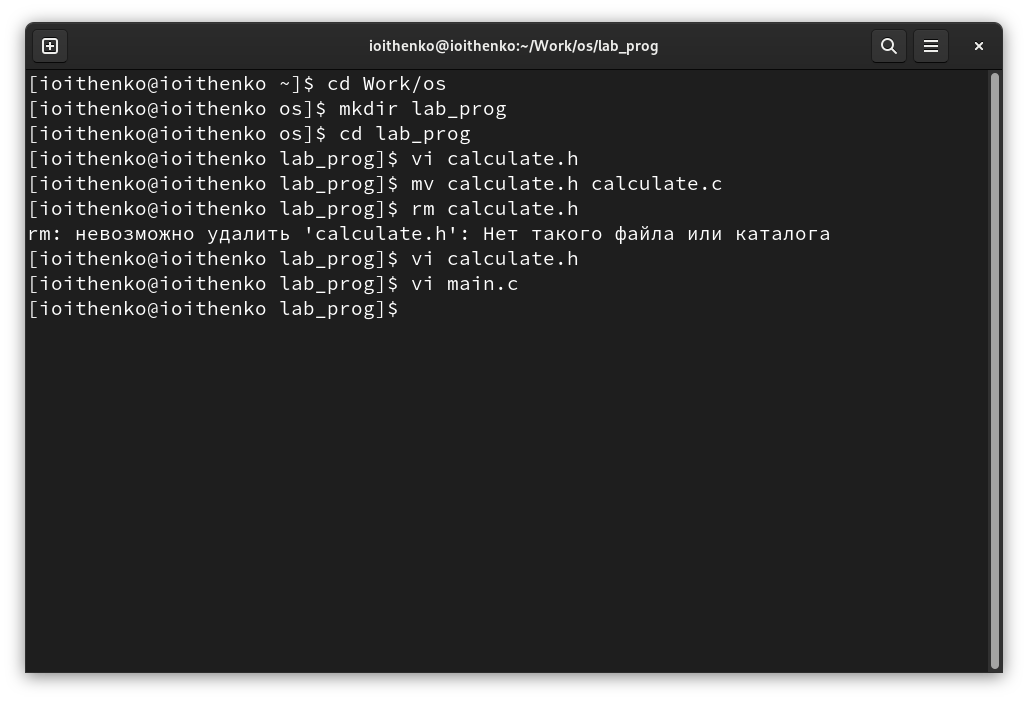 ioithenko@ioithenko:~/Work/os/lab_prog
[ioithenko@ioithenko ~]$ cd Work/os
[ioithenko@ioithenko os]$ mkdir lab_prog
[ioithenko@ioithenko os]$ cd lab_prog
[ioithenko@ioithenko lab_prog]$ vi calculate.h
[ioithenko@ioithenko lab_prog]$ mv calculate.h calculate.c
[ioithenko@ioithenko lab_prog]$ rm calculate.h
rm: невозможно удалить 'calculate.h': Нет такого файла или каталога
[ioithenko@ioithenko lab_prog]$ vi calculate.h
[ioithenko@ioithenko lab_prog]$ vi main.c
[ioithenko@ioithenko lab_prog]$